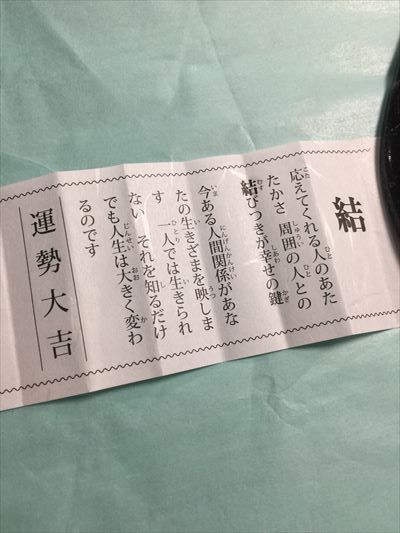 結
応えてくれる人のあた
たかさ　周囲の人との
結びつきが幸せの鍵
今ある人間関係があな
たの生きざまを映しま
す　一人では生きられ
ない　それを知るだけ
でも人生は大きく変わ
るのです
運勢大吉